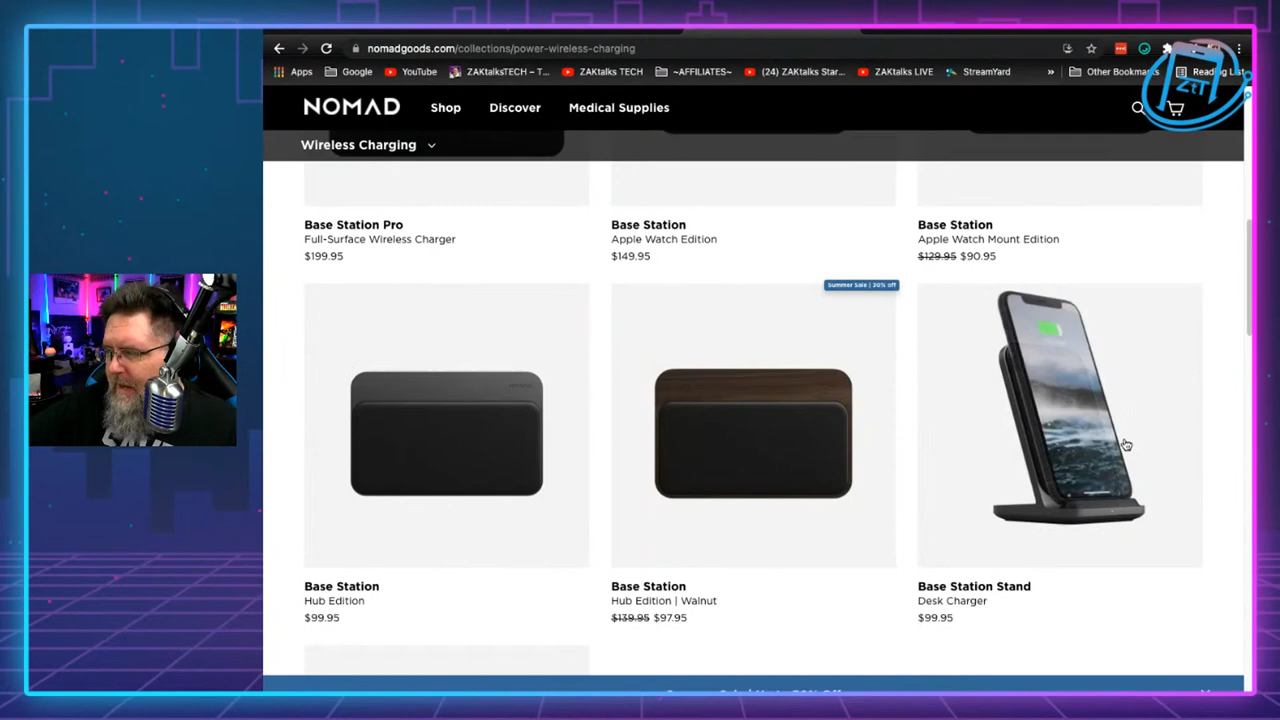 nomadgoods.com/collections/power-wireless-charging
Apps Google YouTube ZAKtalksTECH – T... ZAKtalks TECH ~AFFILIATES~ (24) ZAKtalks Star... ZAKtalks LIVE StreamYard » Other Bookmarks Reading List
ZtT
NOMAD Shop Discover Medical Supplies
Wireless Charging
Base Station Pro
Full-Surface Wireless Charger
$199.95
Base Station
Apple Watch Edition
$149.95
Base Station
Apple Watch Mount Edition
$129.95 $90.95
Summer Sale | 30% off
Base Station
Hub Edition
$99.95
Base Station
Hub Edition | Walnut
$139.95 $97.95
Base Station Stand
Desk Charger
$99.95